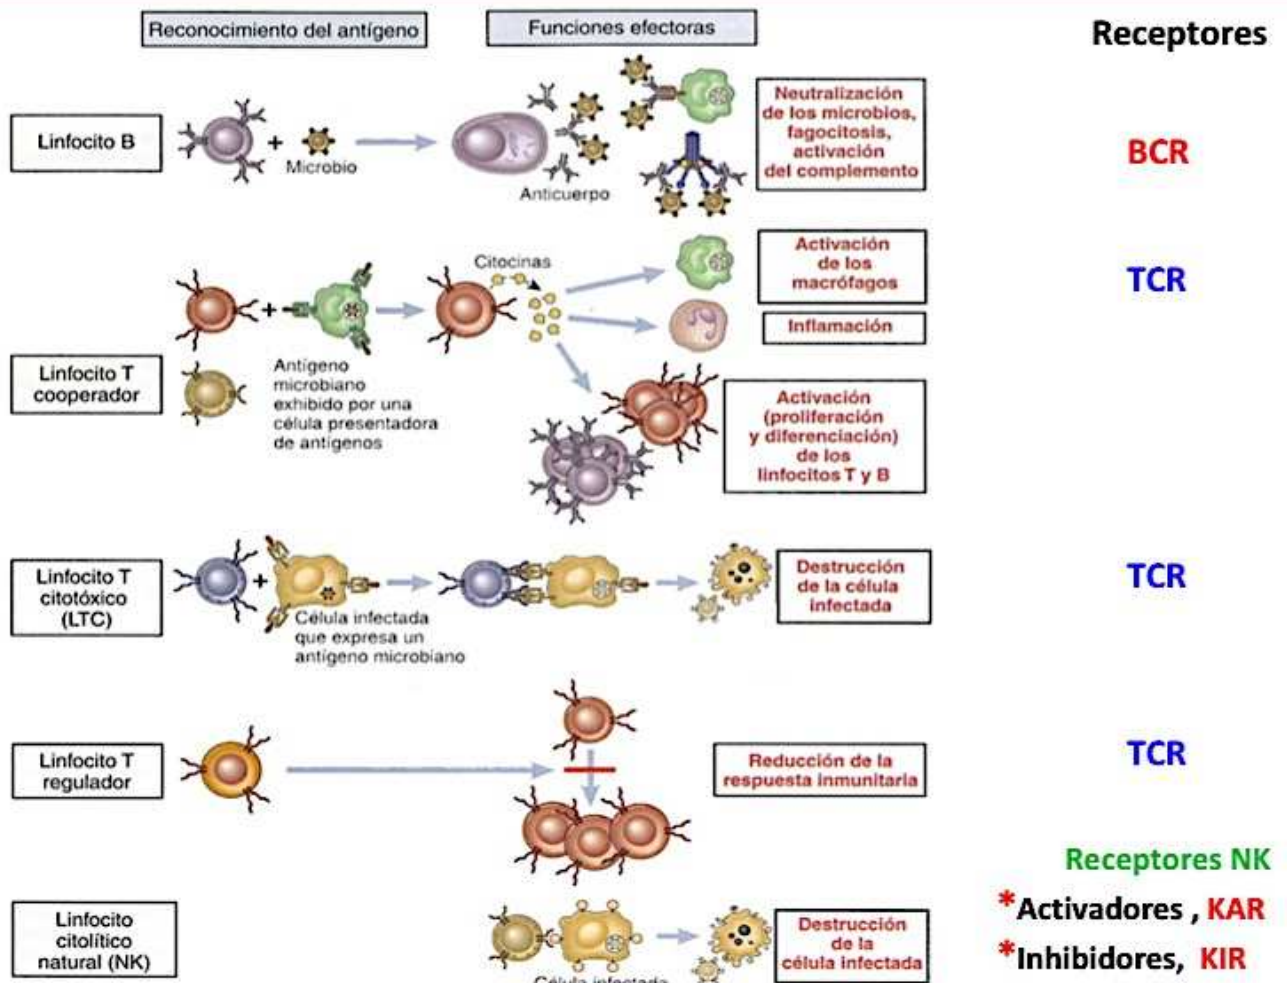 Reconocimiento del antígeno
Funciones efectoras
Receptores
Linfocito B
+
Microbio
Anticuerpo
Neutralización
de los microbios,
fagocitosis,
activación
del complemento
BCR
Linfocito T
cooperador
+
Antígeno
microbiano
exhibido por una
célula presentadora
de antígenos
Citocinas
Activación
de los
macrófagos
Inflamación
Activación
(proliferación
y diferenciación)
de los
linfocitos T y B
TCR
Linfocito T
citotóxico
(LTC)
+
Célula infectada
que expresa un
antígeno microbiano
Destrucción
de la célula
infectada
TCR
Linfocito T
regulador
Reducción de la
respuesta inmunitaria
TCR
Linfocito
citolítico
natural (NK)
Célula infectada
Destrucción
de la
célula infectada
Receptores NK
*Activadores , KAR
*Inhibidores, KIR